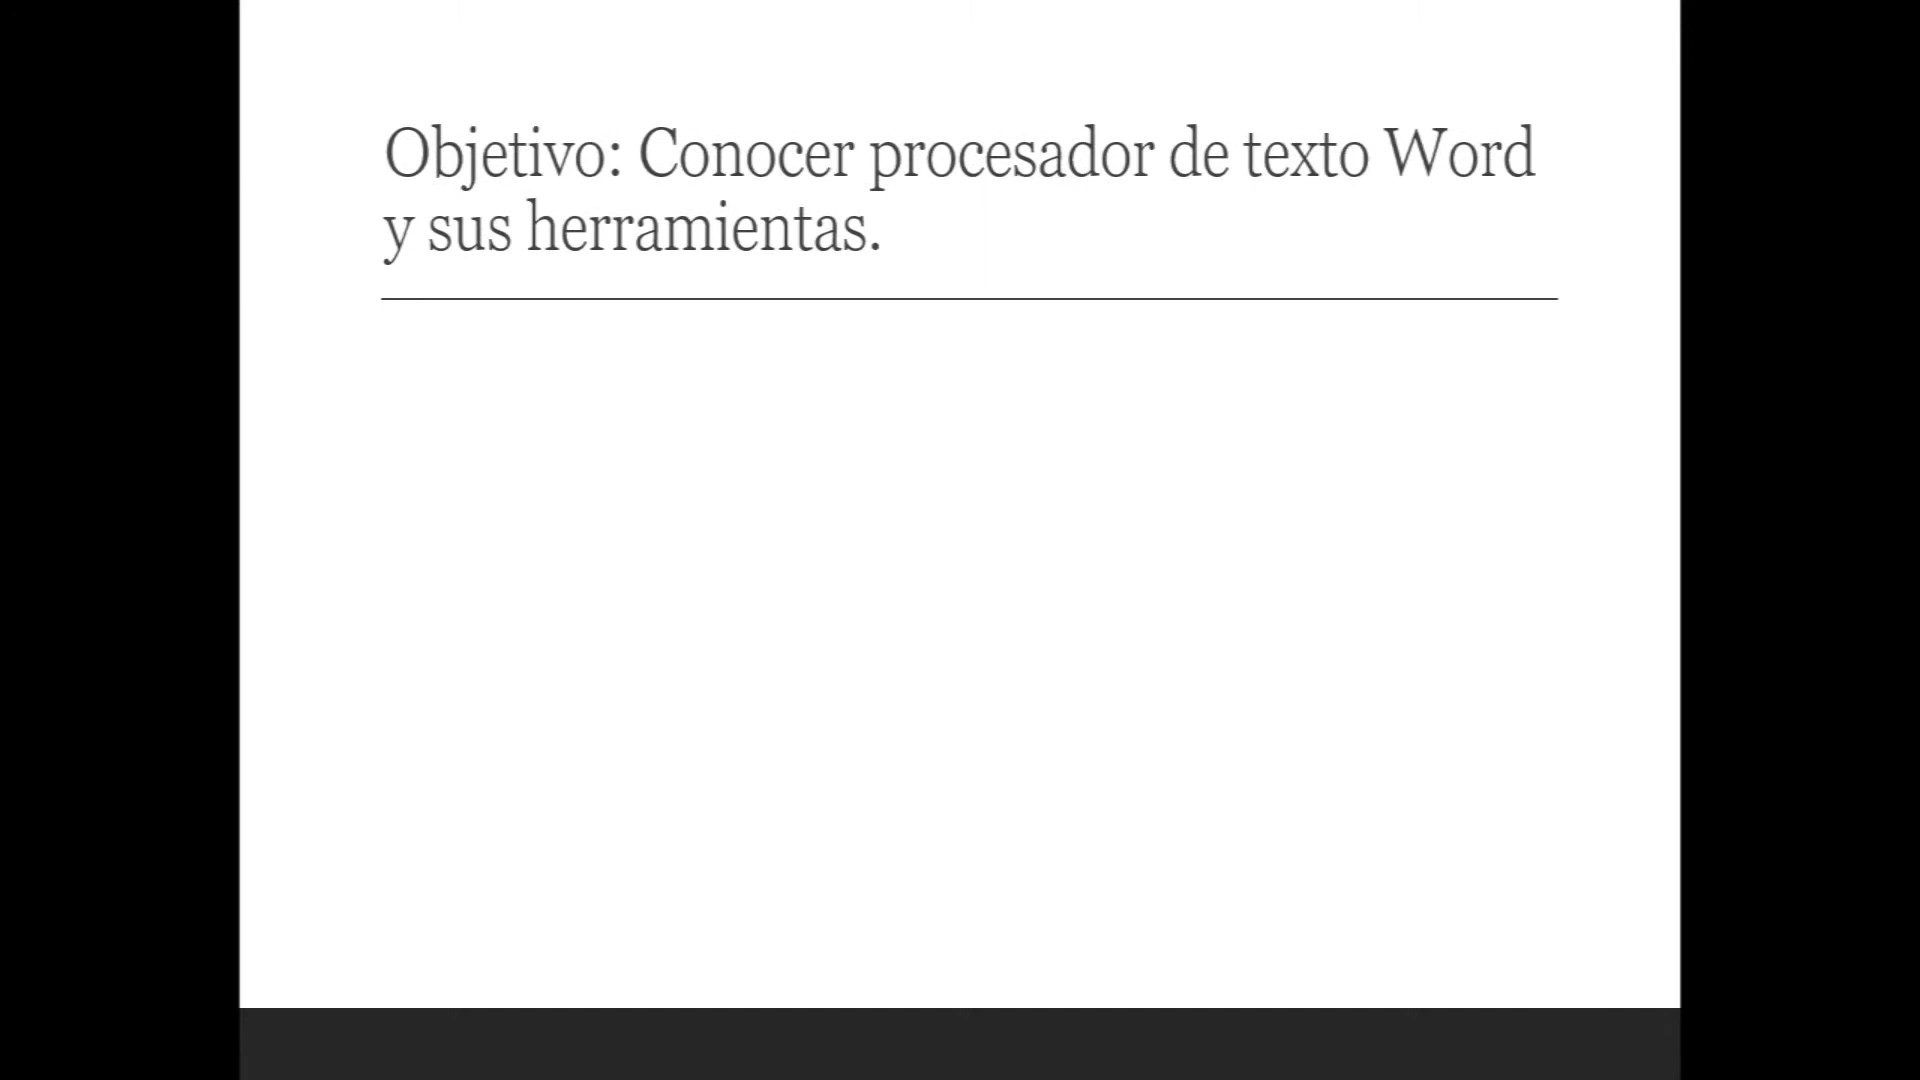 Objetivo: Conocer procesador de texto Word
y sus herramientas.